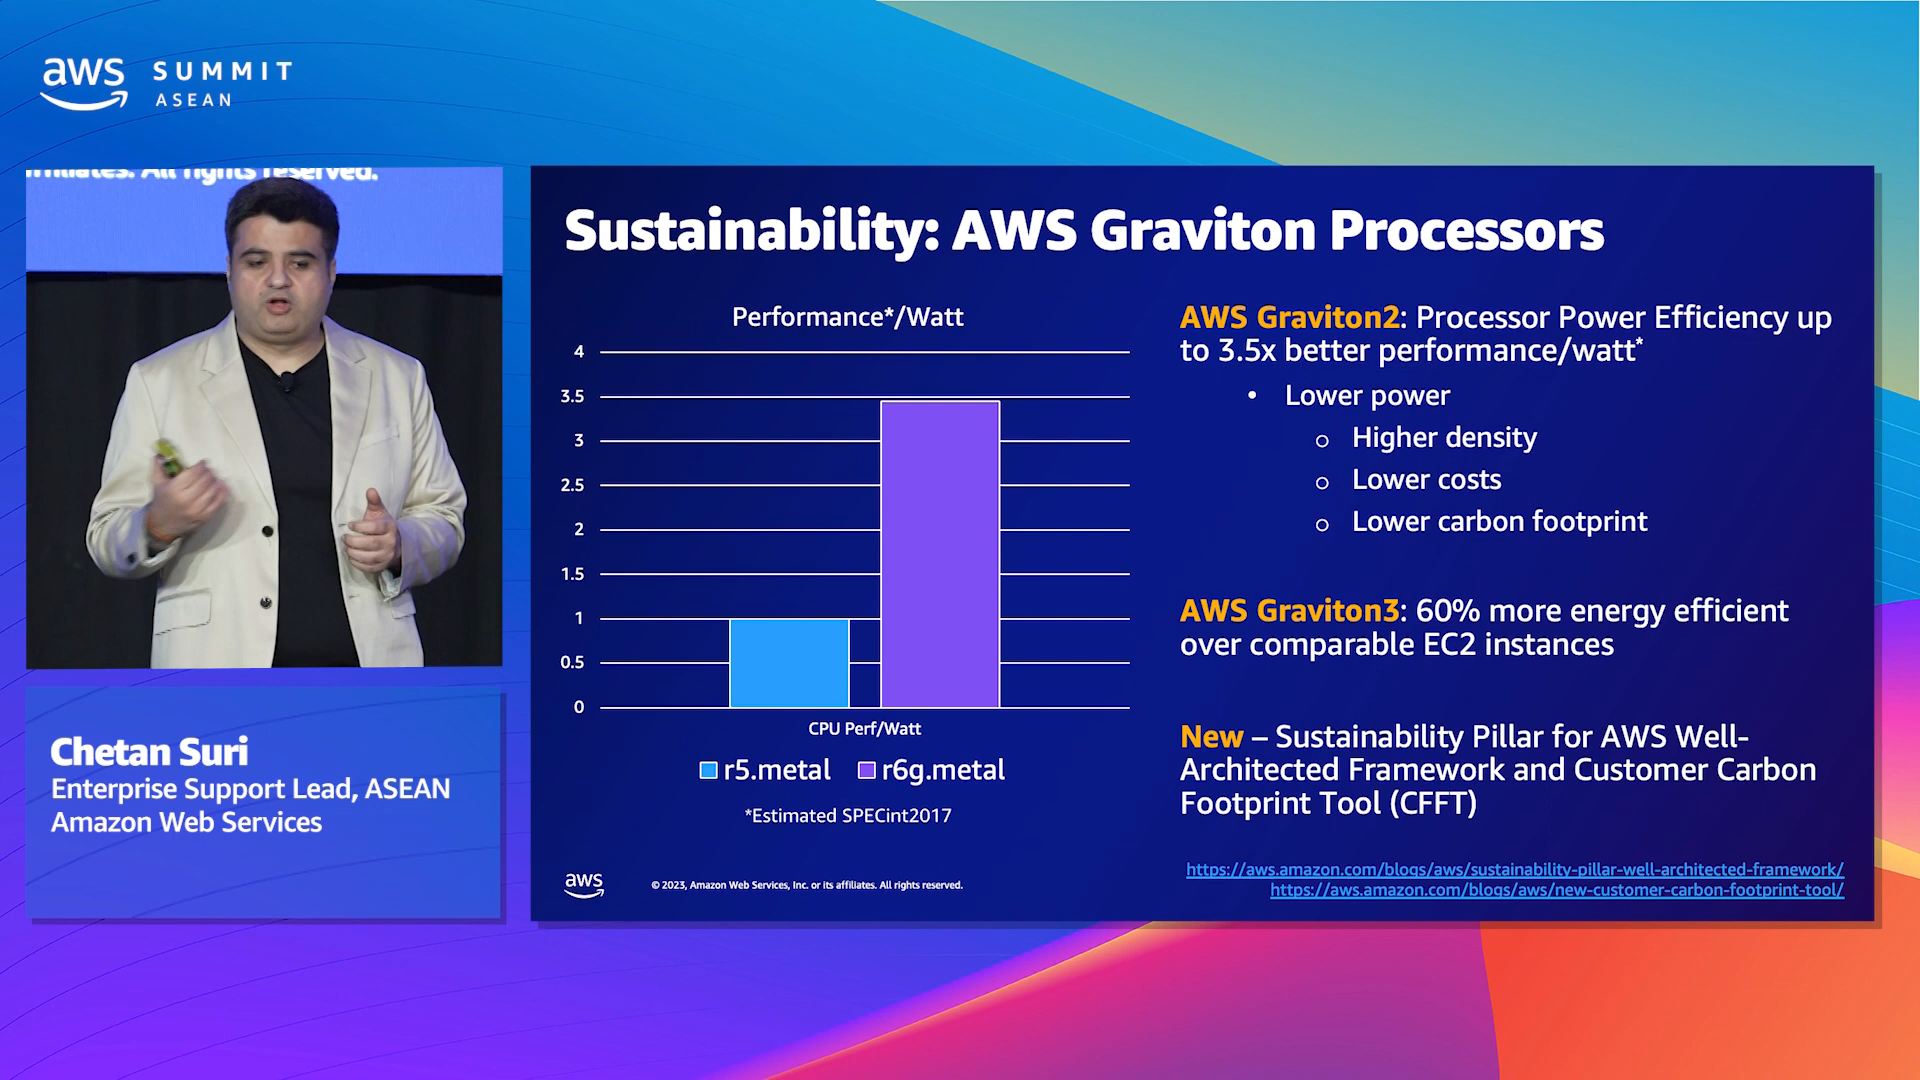 aws SUMMIT
ASEAN
affiliates. All rights reserved.
Chetan Suri
Enterprise Support Lead, ASEAN
Amazon Web Services
Sustainability: AWS Graviton Processors
Performance*/Watt
4
3.5
3
2.5
2
1.5
1
0.5
0
CPU Perf/Watt
r5.metal r6g.metal
*Estimated SPECint2017
AWS Graviton2: Processor Power Efficiency up
to 3.5x better performance/watt*
• Lower power
o Higher density
o Lower costs
o Lower carbon footprint
AWS Graviton3: 60% more energy efficient
over comparable EC2 instances
New – Sustainability Pillar for AWS Well-
Architected Framework and Customer Carbon
Footprint Tool (CFFT)
https://aws.amazon.com/blogs/aws/sustainability-pillar-well-architected-framework/
https://aws.amazon.com/blogs/aws/new-customer-carbon-footprint-tool/
aws
© 2023, Amazon Web Services, Inc. or its affiliates. All rights reserved.